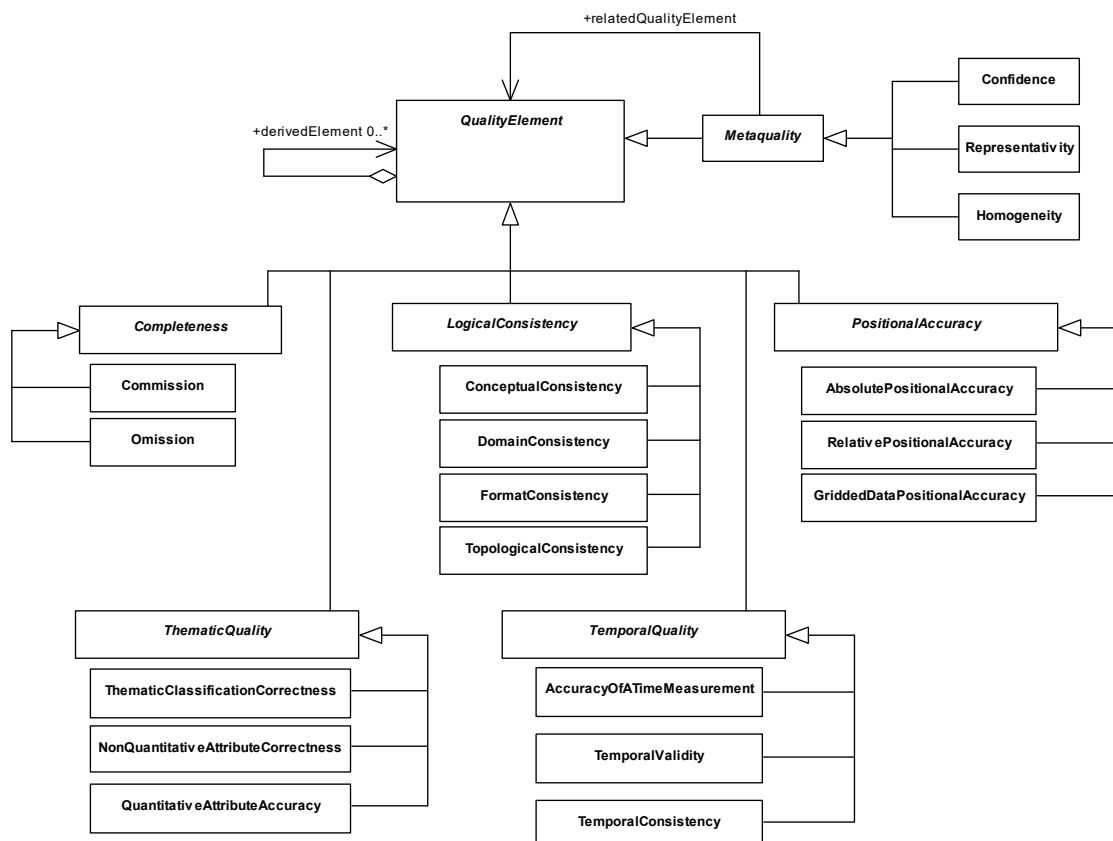 +relatedQualityElement
Confidence
QualityElement
+derivedElement 0..*
Metaquality
Representativity
Homogeneity
Completeness
LogicalConsistency
PositionalAccuracy
Commission
ConceptualConsistency
AbsolutePositionalAccuracy
Omission
DomainConsistency
RelativePositionalAccuracy
FormatConsistency
GriddedDataPositionalAccuracy
TopologicalConsistency
ThematicQuality
TemporalQuality
ThematicClassificationCorrectness
AccuracyOfATimeMeasurement
NonQuantitativeAttributeCorrectness
TemporalValidity
QuantitativeAttributeAccuracy
TemporalConsistency